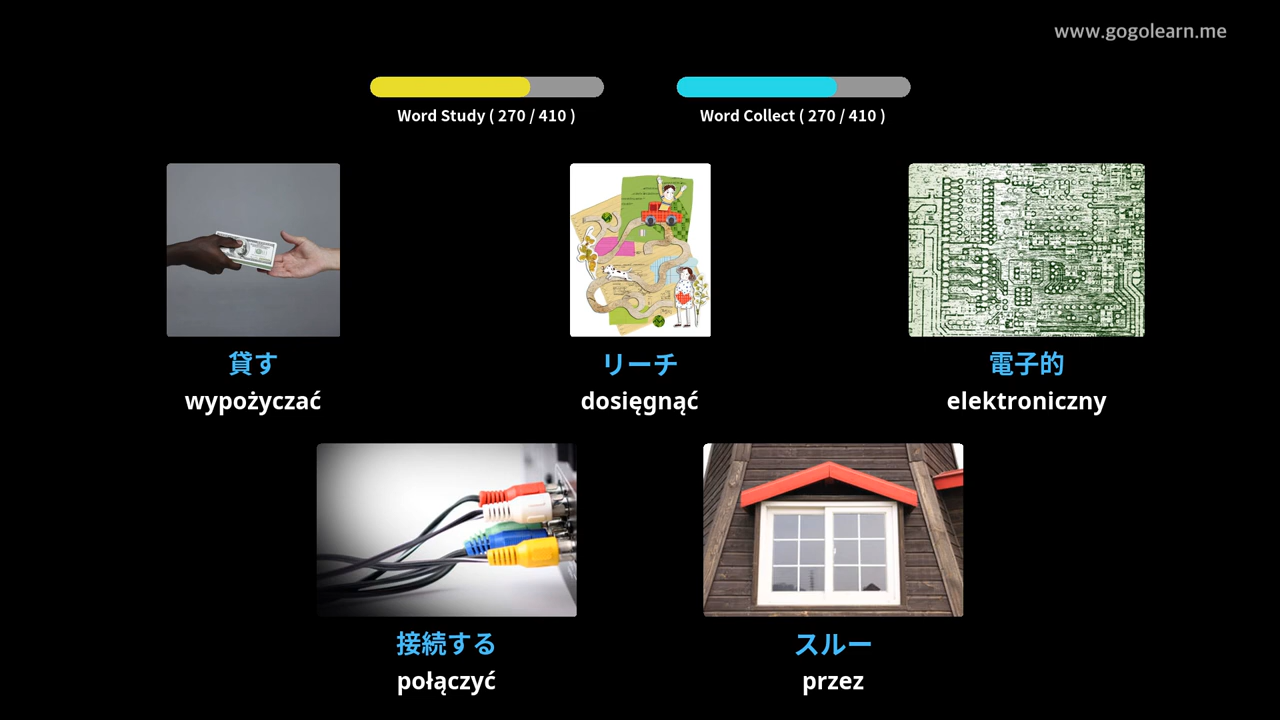 www.gogolearn.me
Word Study ( 270 / 410 )
Word Collect ( 270 / 410 )
貸す
wypożyczać
リーチ
dosięgnąć
電子的
elektroniczny
接続する
połączyć
スルー
przez